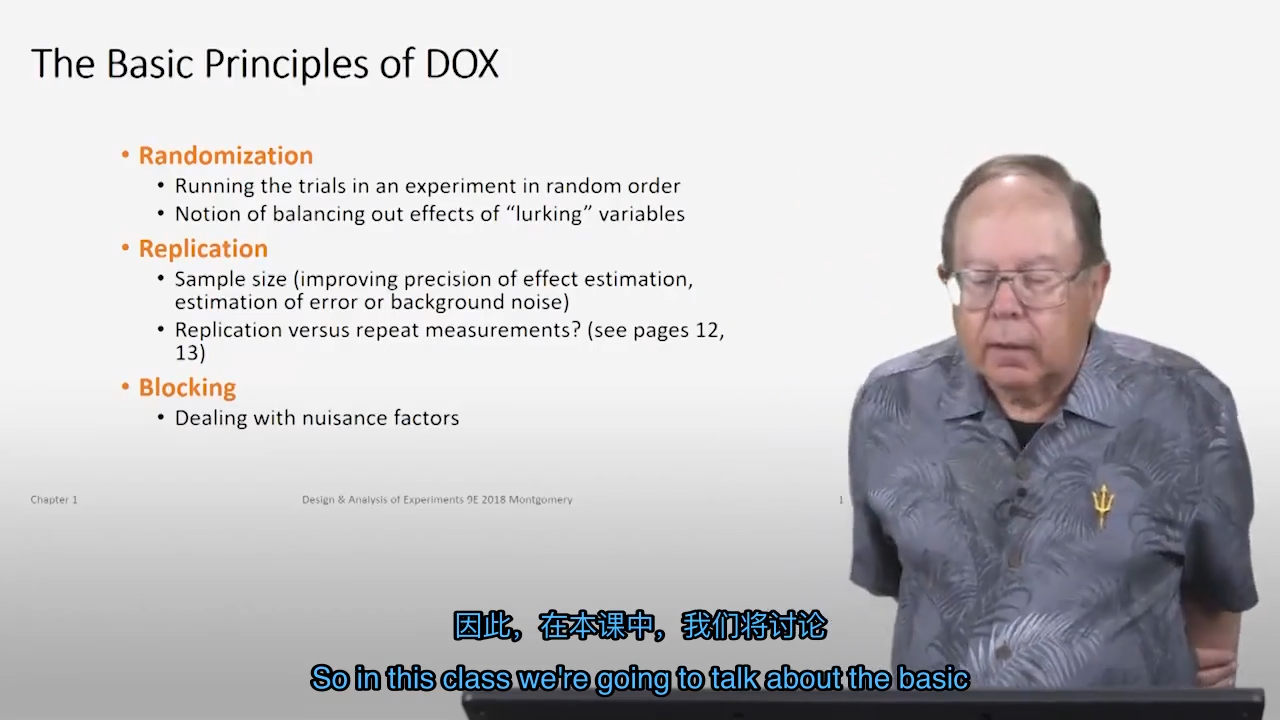 The Basic Principles of DOX
• Randomization
• Running the trials in an experiment in random order
• Notion of balancing out effects of “lurking” variables
• Replication
• Sample size (improving precision of effect estimation,
estimation of error or background noise)
• Replication versus repeat measurements? (see pages 12,
13)
• Blocking
• Dealing with nuisance factors
Chapter 1
Design & Analysis of Experiments 9E 2018 Montgomery
1
因此，在本课中，我们将讨论
So in this class we're going to talk about the basic